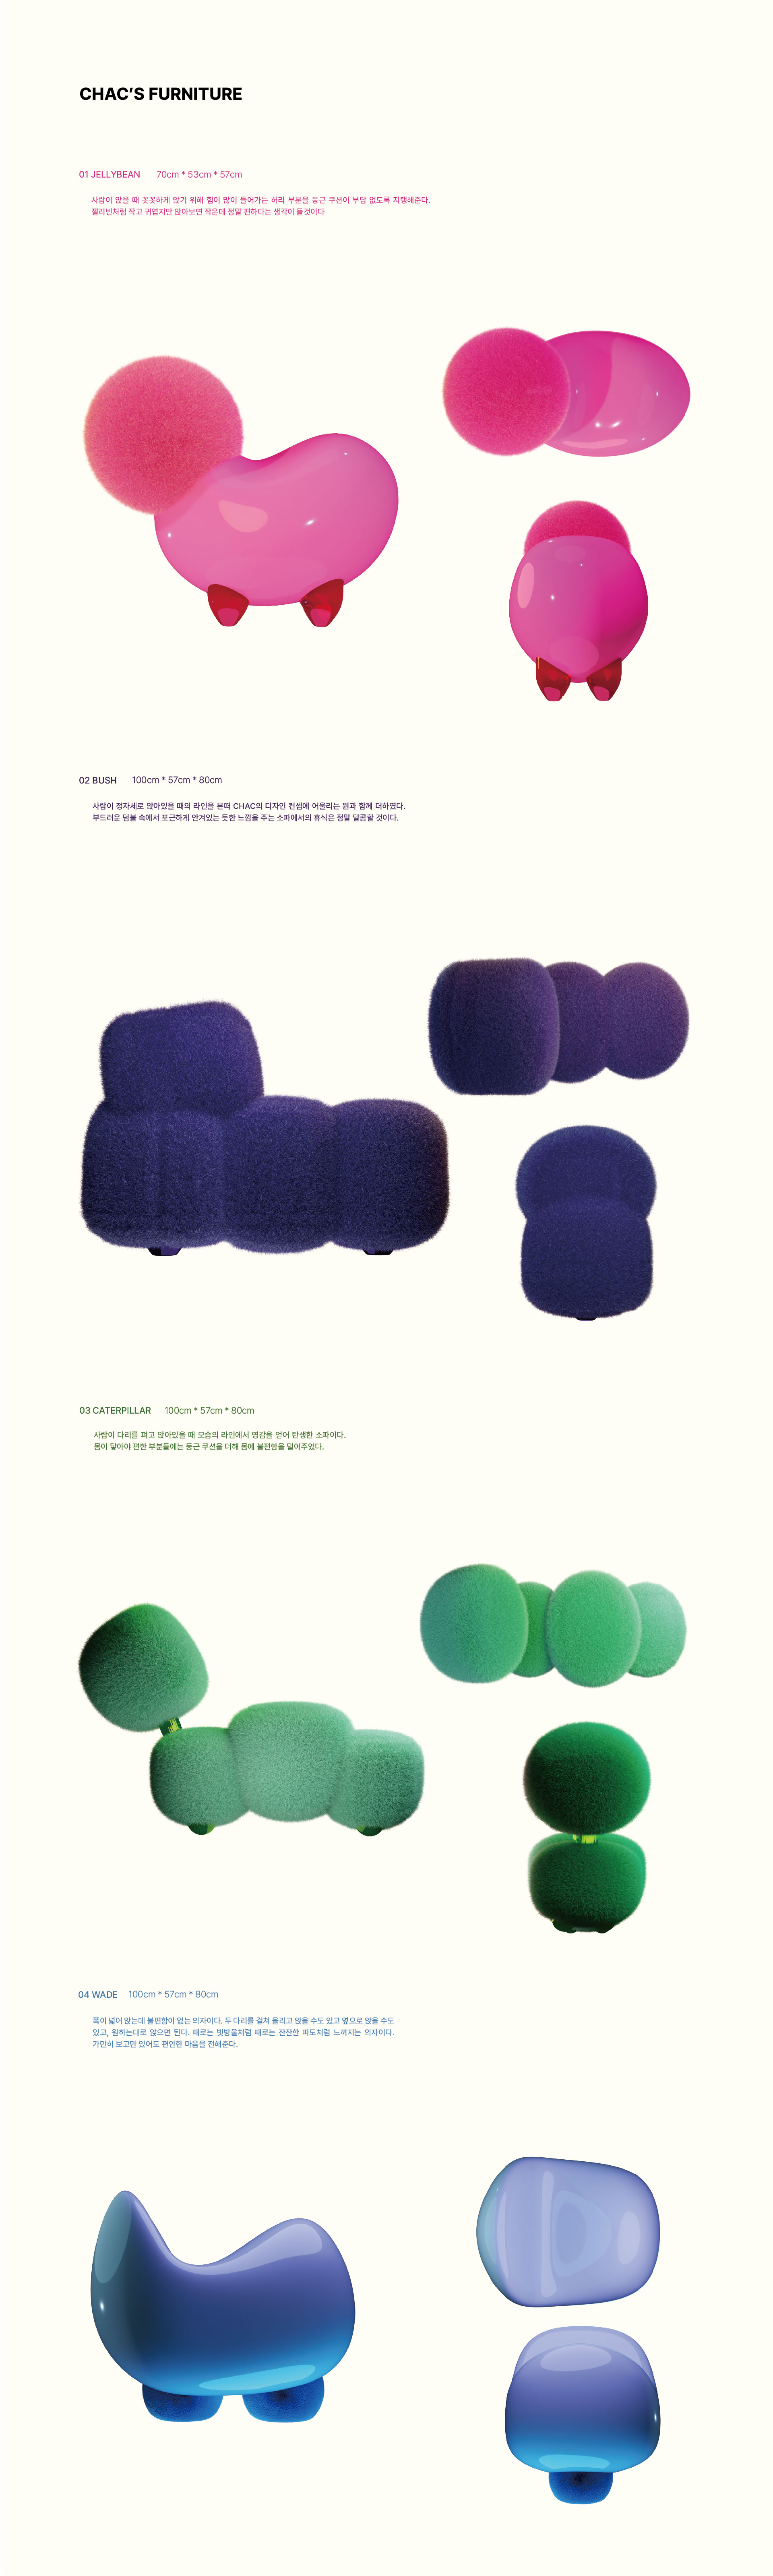 CHAC’S FURNITURE
01 JELLYBEAN 70cm * 53cm * 57cm
사람이 앉을 때 꼿꼿하게 앉기 위해 힘이 많이 들어가는 허리 부분을 둥근 쿠션이 부담 없도록 지탱해준다.
젤리빈처럼 작고 귀엽지만 앉아보면 작은데 정말 편하다는 생각이 들것이다
02 BUSH 100cm * 57cm * 80cm
사람이 정자세로 앉아있을 때의 라인을 본떠 CHAC의 디자인 컨셉에 어울리는 원과 함께 더하였다.
부드러운 덤불 속에서 포근하게 안겨있는 듯한 느낌을 주는 소파에서의 휴식은 정말 달콤할 것이다.
03 CATERPILLAR 100cm * 57cm * 80cm
사람이 다리를 펴고 앉아있을 때 모습의 라인에서 영감을 얻어 탄생한 소파이다.
몸이 닿아야 편한 부분들에는 둥근 쿠션을 더해 몸에 불편함을 덜어주었다.
04 WADE 100cm * 57cm * 80cm
폭이 넓어 앉는데 불편함이 없는 의자이다. 두 다리를 걸쳐 올리고 앉을 수도 있고 옆으로 앉을 수도
있고, 원하는대로 앉으면 된다. 때로는 빗방울처럼 때로는 잔잔한 파도처럼 느껴지는 의자이다.
가만히 보고만 있어도 편안한 마음을 전해준다.